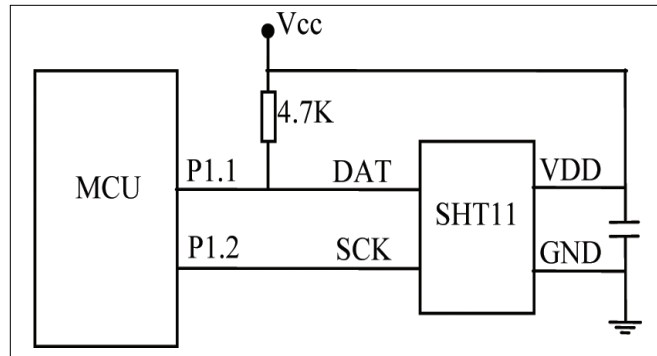 Vcc
4.7K
P1.1 DAT VDD
MCU SHT11
P1.2 SCK GND